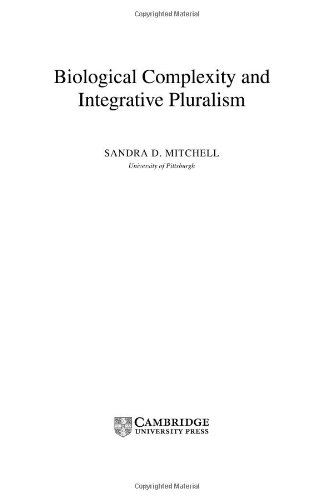 Copyrighted Material
Biological Complexity and
Integrative Pluralism
SANDRA D. MITCHELL
University of Pittsburgh
CAMBRIDGE
UNIVERSITY PRESS
Copyrighted Material